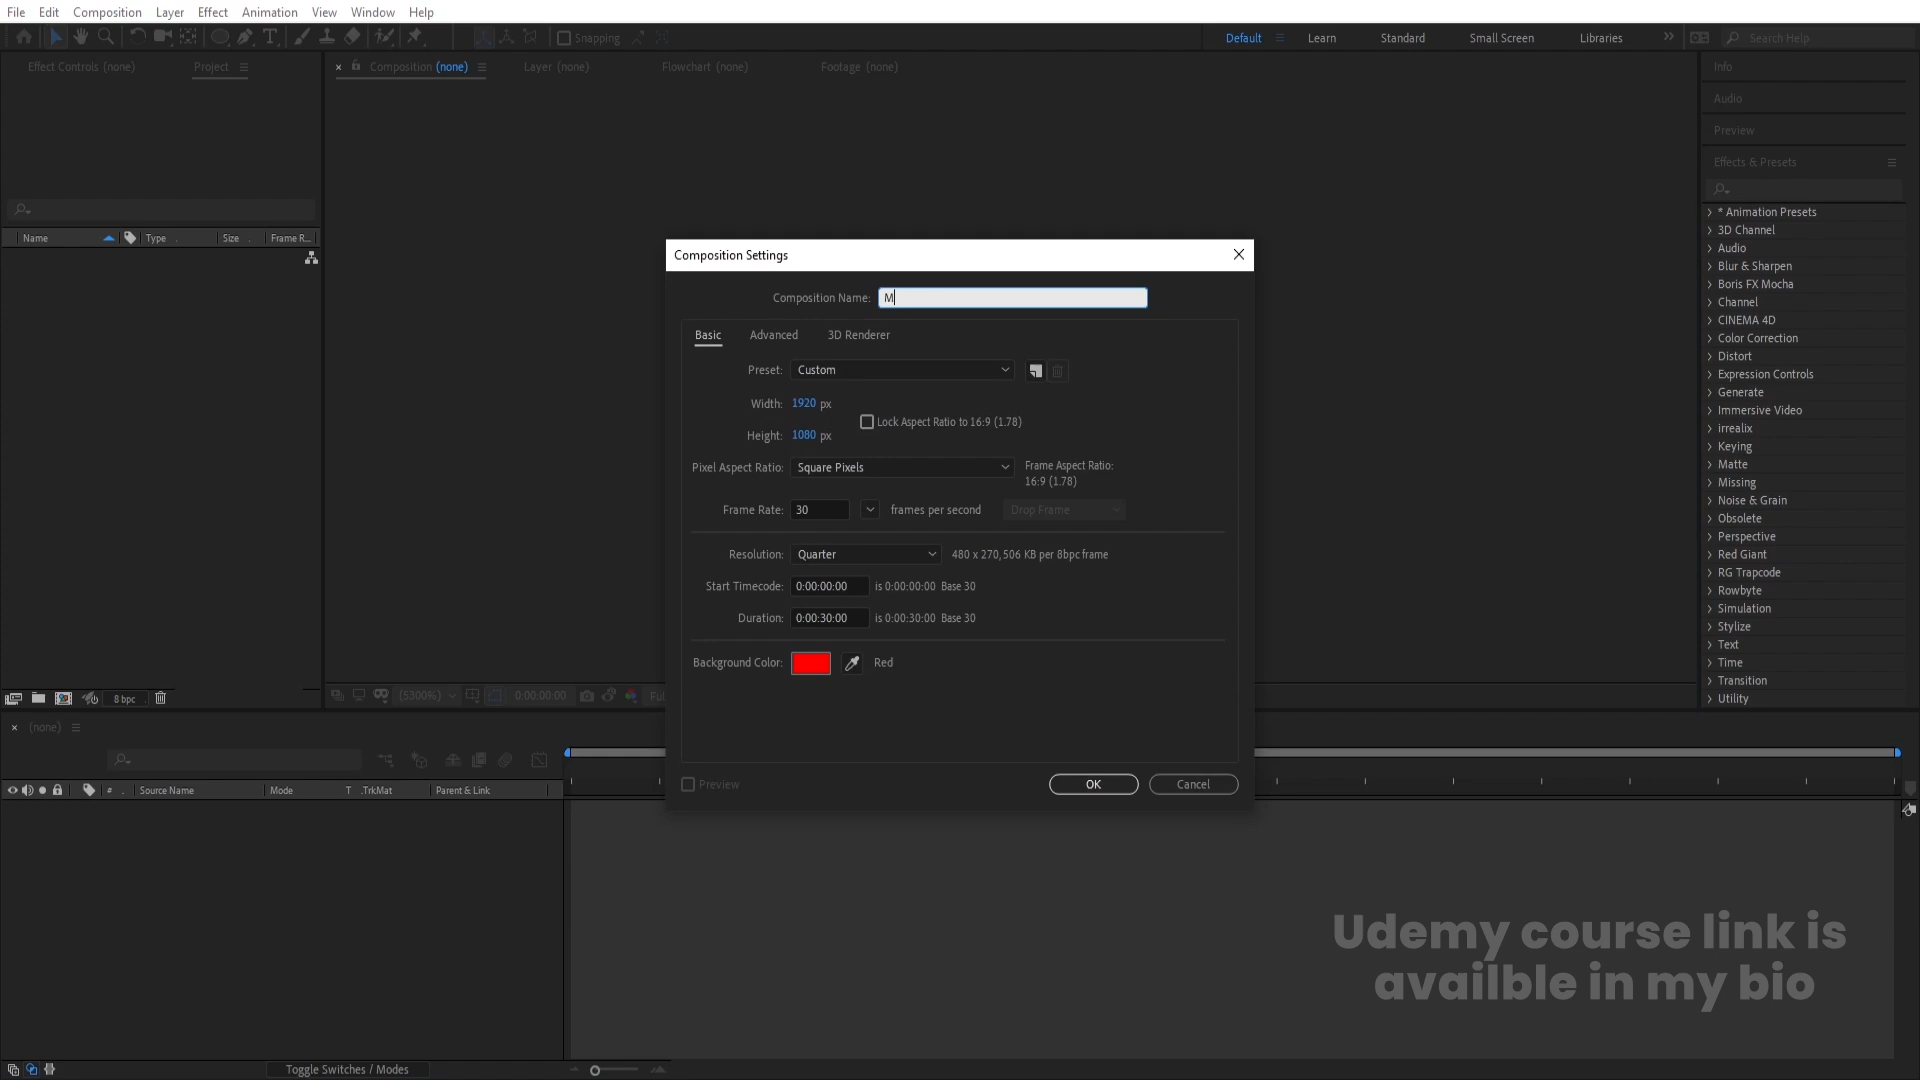 File Edit Composition Layer Effect Animation View Window Help
Snapping
Default Learn Standard Small Screen Libraries » Search Help
Effect Controls (none) Project
× Composition (none) Layer (none) Flowchart (none) Footage (none)
Info
Audio
Preview
Effects & Presets
Name Type Size Frame R...
* Animation Presets
3D Channel
Audio
Blur & Sharpen
Boris FX Mocha
Channel
CINEMA 4D
Color Correction
Distort
Expression Controls
Generate
Immersive Video
irrealix
Keying
Matte
Missing
Noise & Grain
Obsolete
Perspective
Red Giant
RG Trapcode
Rowbyte
Simulation
Stylize
Text
Time
Transition
Utility
Composition Settings
Composition Name: M
Basic Advanced 3D Renderer
Preset: Custom
Width: 1920 px
Lock Aspect Ratio to 16:9 (1.78)
Height: 1080 px
Pixel Aspect Ratio: Square Pixels Frame Aspect Ratio:
16:9 (1.78)
Frame Rate: 30 frames per second Drop Frame
Resolution: Quarter 480 x 270, 506 KB per 8bpc frame
Start Timecode: 0:00:00:00 is 0:00:00:00 Base 30
Duration: 0:00:30:00 is 0:00:30:00 Base 30
Background Color: Red
Preview OK Cancel
8 bpc
(5300%) 0:00:00:00 Ful
× (none)
# Source Name Mode T .TrkMat Parent & Link
Udemy course link is
availble in my bio
Toggle Switches / Modes